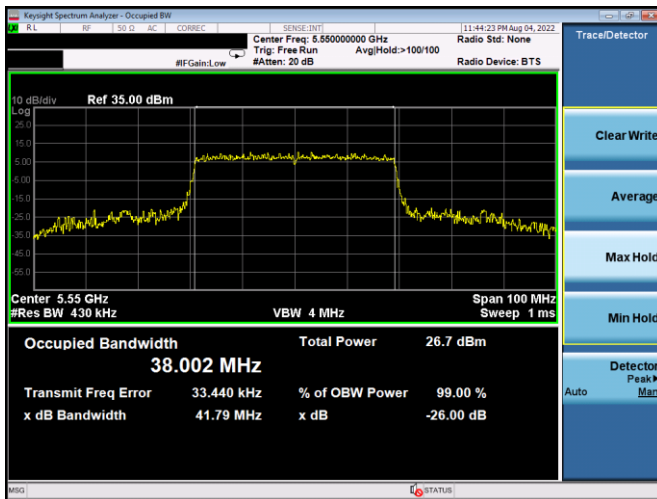 Keysight Spectrum Analyzer - Occupied BW
RL RF 50 Ω AC CORREC SENSE:INT 11:44:23 PM Aug 04, 2022
Center Freq: 5.550000000 GHz Radio Std: None
Trig: Free Run Avg|Hold:>100/100
#IFGain:Low #Atten: 20 dB Radio Device: BTS
10 dB/div Ref 35.00 dBm
Log
25.0
15.0
5.00
-5.00
-15.0
-25.0
-35.0
-45.0
-55.0
Center 5.55 GHz Span 100 MHz
#Res BW 430 kHz VBW 4 MHz Sweep 1 ms
Occupied Bandwidth Total Power 26.7 dBm
38.002 MHz
Transmit Freq Error 33.440 kHz % of OBW Power 99.00 %
x dB Bandwidth 41.79 MHz x dB -26.00 dB
MSG STATUS
Trace/Detector
Clear Write
Average
Max Hold
Min Hold
Detector
Peak
Auto Man